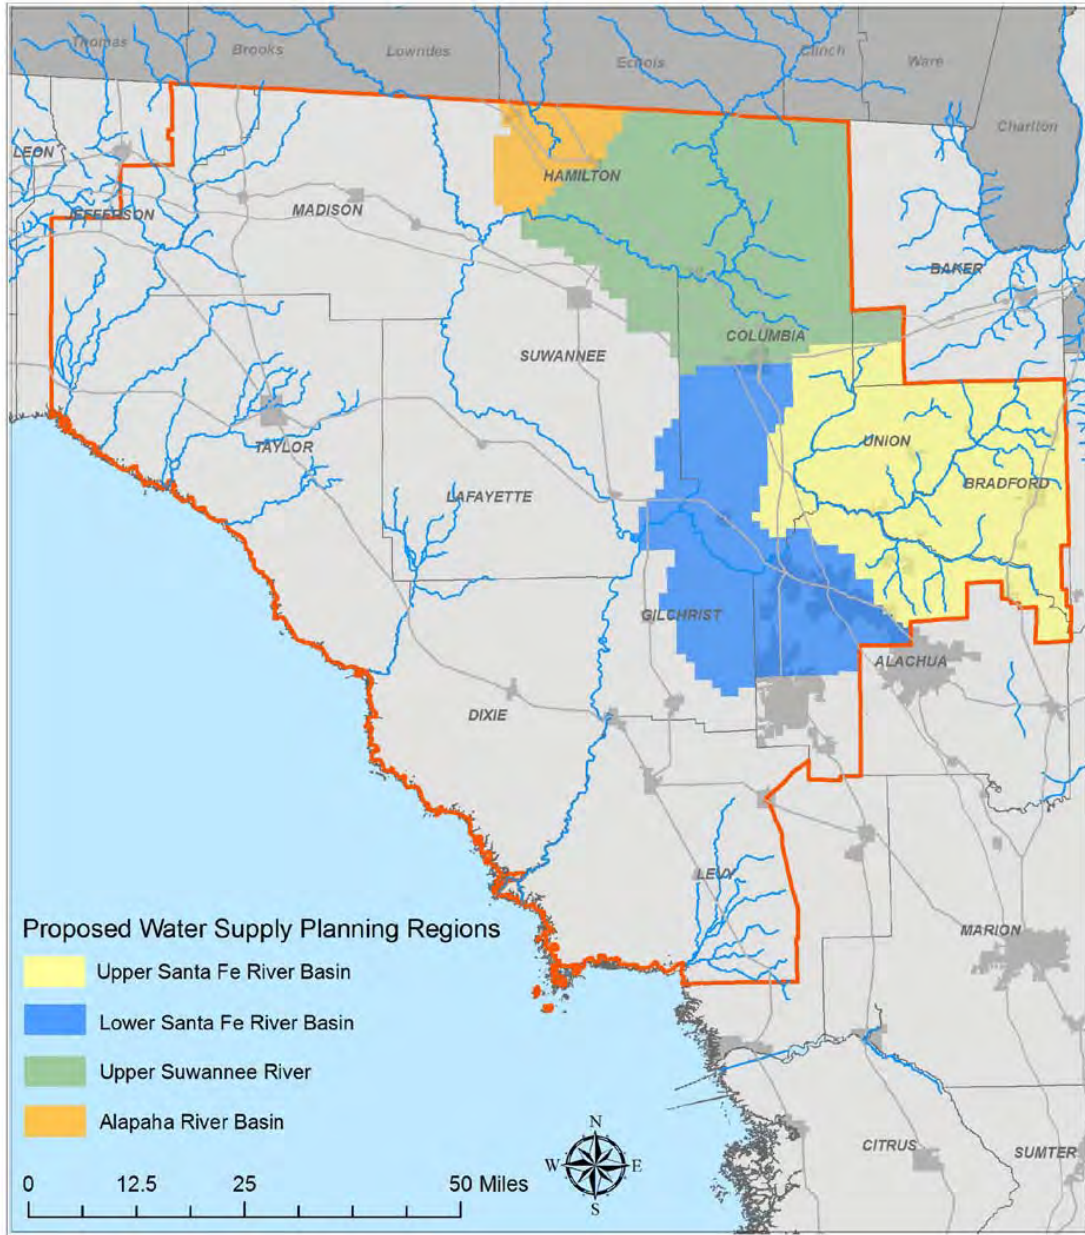 Thomas
Brooks
Lowndes
Echols
Clinch
Ware
Charlton
LEON
HAMILTON
JEFFERSON
MADISON
BAKER
COLUMBIA
SUWANNEE
UNION
TAYLOR
BRADFORD
LAFAYETTE
GILCHRIST
ALACHUA
DIXIE
LEVY
MARION
Proposed Water Supply Planning Regions
Upper Santa Fe River Basin
Lower Santa Fe River Basin
Upper Suwannee River
Alapaha River Basin
N
W
E
S
CITRUS
SUMTER
0 12.5 25 50 Miles